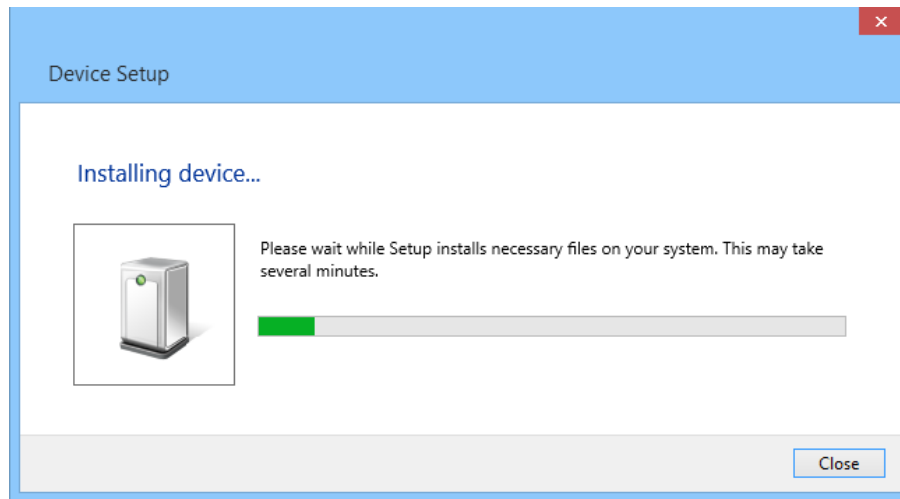 Device Setup
Installing device...
Please wait while Setup installs necessary files on your system. This may take
several minutes.
Close